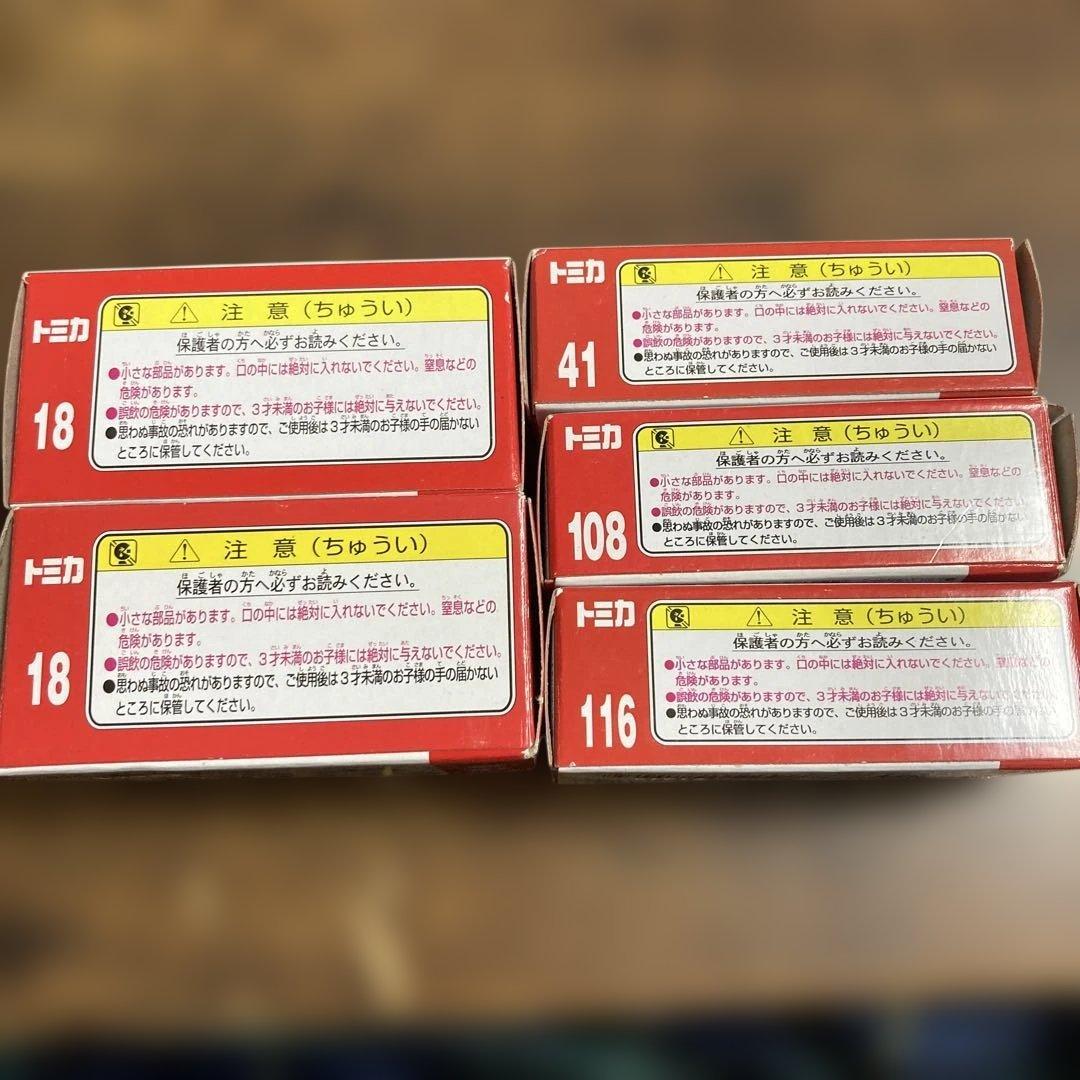 トミカ
18
注意(ちゅうい)
保護者の方へ必ずお読みください。
●小さな部品があります。口の中には絶対に入れないでください。窒息などの
危険があります。
●誤飲の危険がありますので、3才未満のお子様には絶対に与えないでください。
●思わぬ事故の恐れがありますので、ご使用後は3才未満のお子様の手の届かない
ところに保管してください。
トミカ
18
注意(ちゅうい)
保護者の方へ必ずお読みください。
●小さな部品があります。口の中には絶対に入れないでください。窒息などの
危険があります。
●誤飲の危険がありますので、3才未満のお子様には絶対に与えないでください。
●思わぬ事故の恐れがありますので、ご使用後は3才未満のお子様の手の届かない
ところに保管してください。
トミカ
41
注意(ちゅうい)
保護者の方へ必ずお読みください。
●小さな部品があります。口の中には絶対に入れないでください。窒息などの
危険があります。
●誤飲の危険がありますので、3才未満のお子様には絶対に与えないでください。
●思わぬ事故の恐れがありますので、ご使用後は3才未満のお子様の手の届かない
ところに保管してください。
トミカ
108
注意(ちゅうい)
保護者の方へ必ずお読みください。
●小さな部品があります。口の中には絶対に入れないでください。窒息などの
危険があります。
●誤飲の危険がありますので、3才未満のお子様には絶対に与えないでください。
●思わぬ事故の恐れがありますので、ご使用後は3才未満のお子様の手の届かない
ところに保管してください。
トミカ
116
注意(ちゅうい)
保護者の方へ必ずお読みください。
●小さな部品があります。口の中には絶対に入れないでください。窒息などの
危険があります。
●誤飲の危険がありますので、3才未満のお子様には絶対に与えないでください。
●思わぬ事故の恐れがありますので、ご使用後は3才未満のお子様の手の
ところに保管してください。